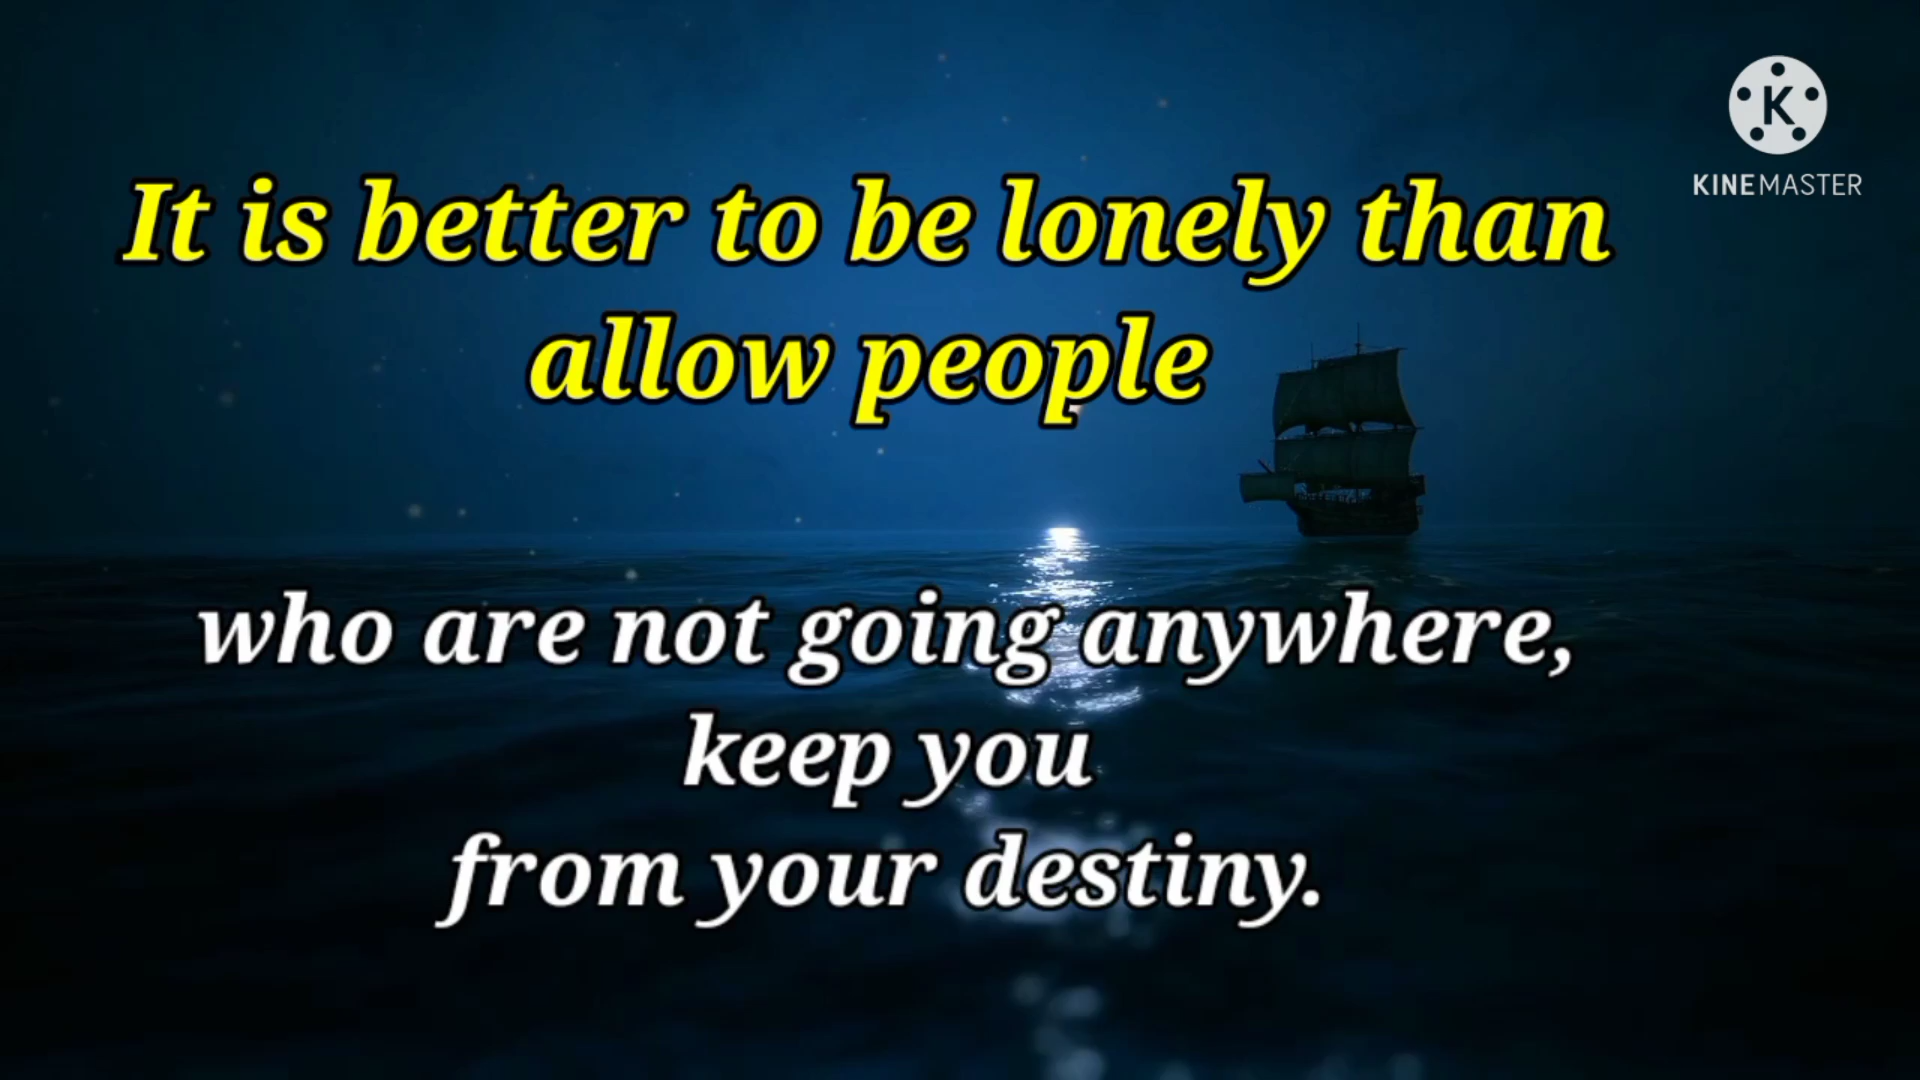 K
KINEMASTER
It is better to be lonely than
allow people
who are not going anywhere,
keep you
from your destiny.